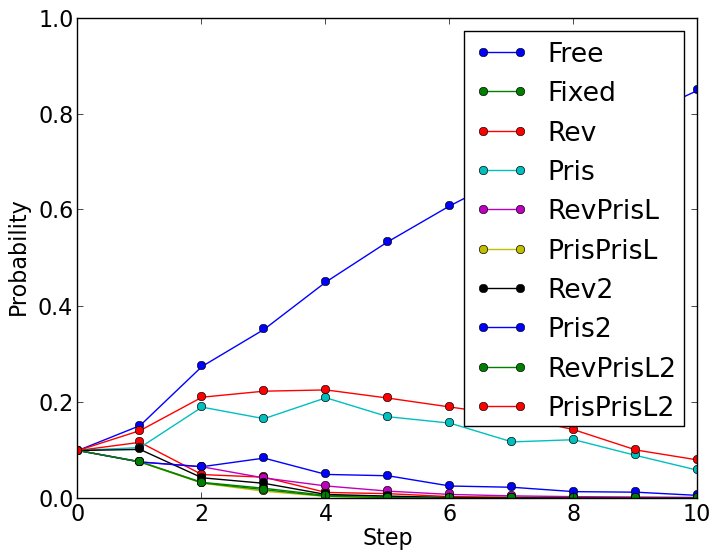 1.0
0.8
0.6
0.4
0.2
0.0
0 2 4 6 8 10
Probability
Step
Free
Fixed
Rev
Pris
RevPrisL
PrisPrisL
Rev2
Pris2
RevPrisL2
PrisPrisL2